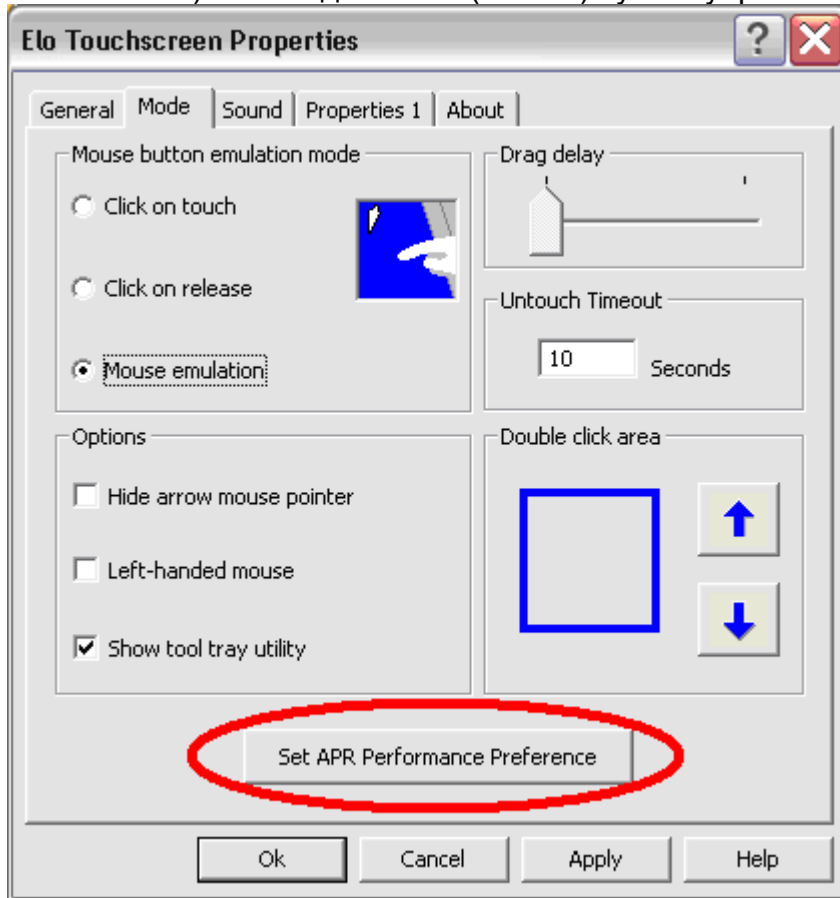 Elo Touchscreen Properties
General Mode Sound Properties 1 About
Mouse button emulation mode
Click on touch
Click on release
Mouse emulation
Drag delay
Untouch Timeout
10 Seconds
Options
Hide arrow mouse pointer
Left-handed mouse
Show tool tray utility
Double click area
Set APR Performance Preference
Ok Cancel Apply Help